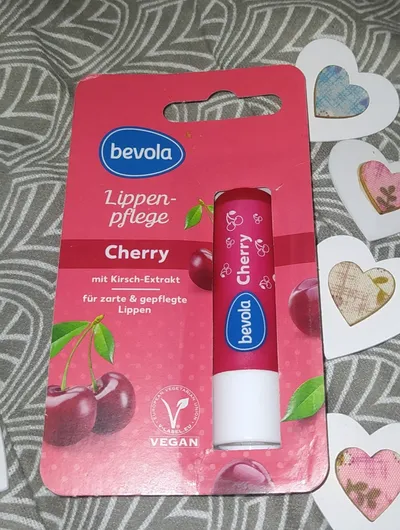 bevola
Lippen-
pflege
Cherry
mit Kirsch-Extrakt
für zarte & gepflegte
Lippen
VEGAN
Cherry
bevola